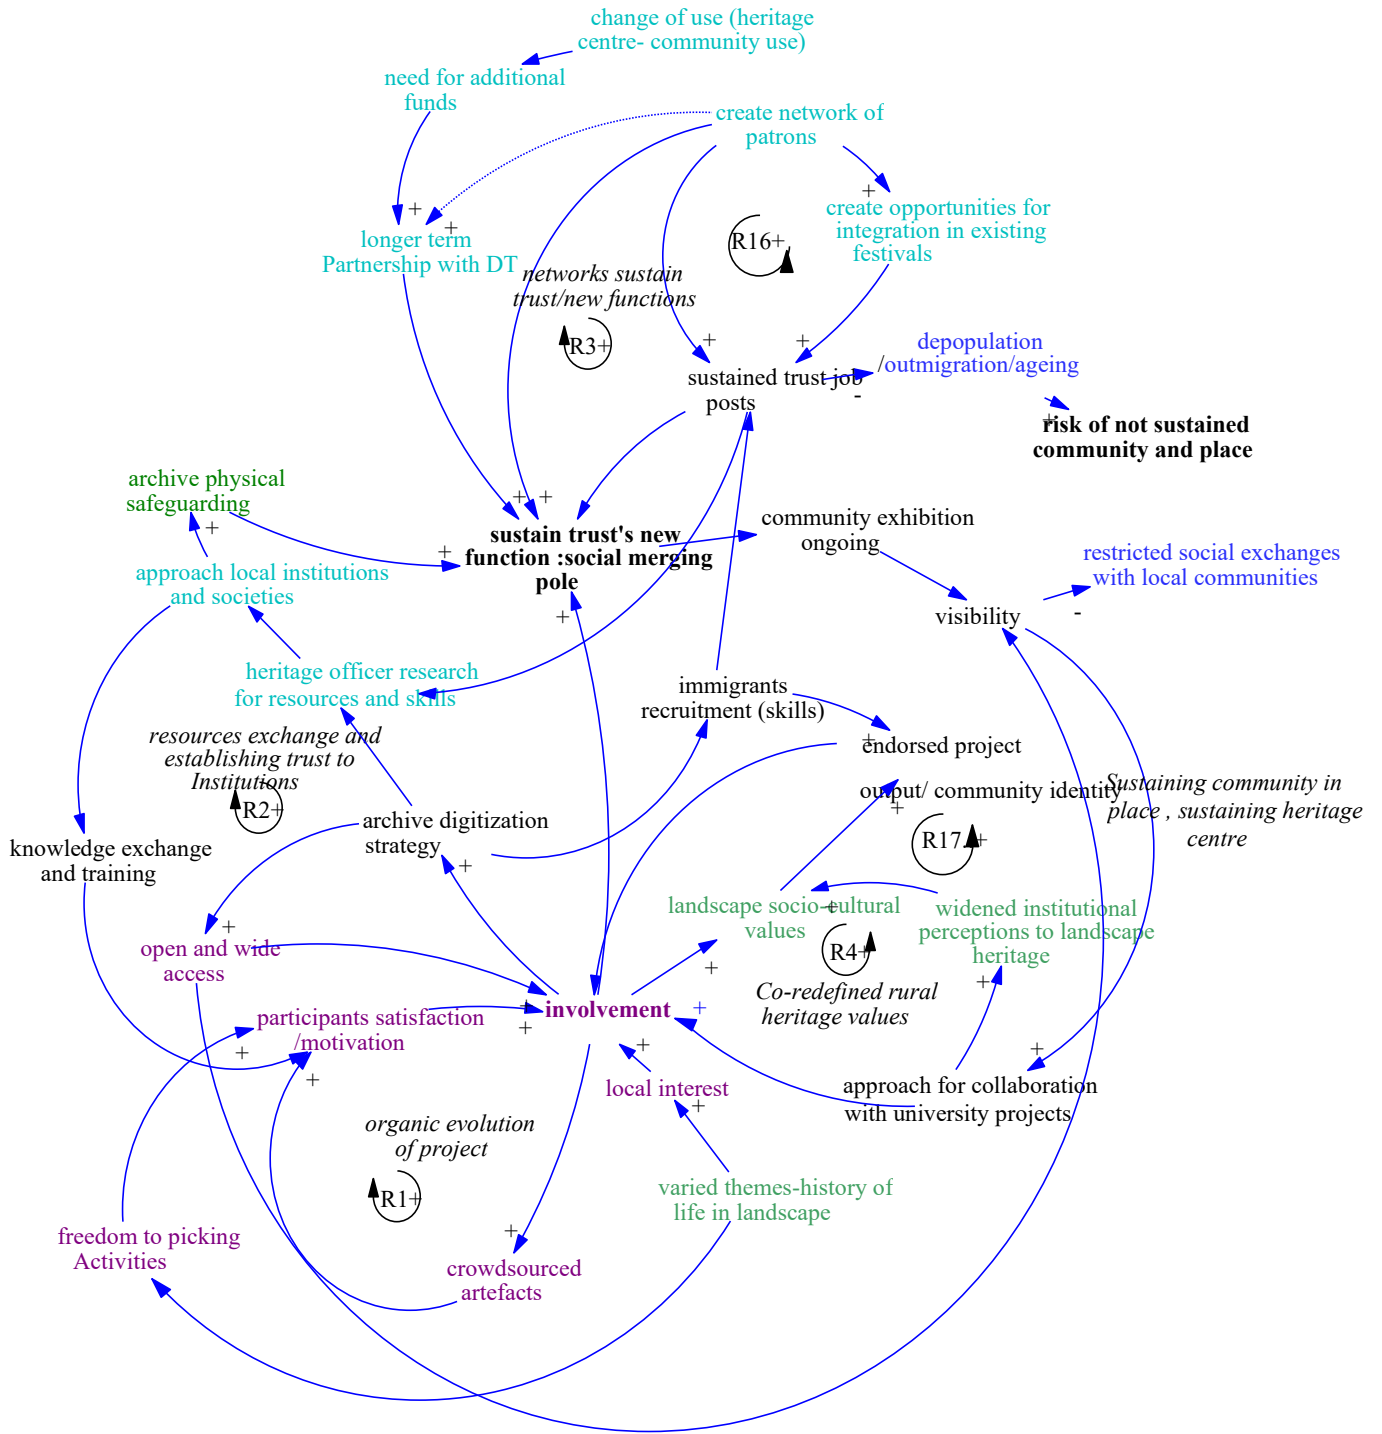 change of use (heritage
centre- community use)
need for additional
funds
create network of
patrons
+
+
+
create opportunities for
integration in existing
festivals
longer term
Partnership with DT
R16+
networks sustain
trust/new functions
R3+
+
+
depopulation
/outmigration/ageing
sustained trust job
posts
-
+
risk of not sustained
community and place
archive physical
safeguarding
+
+
+
+
sustain trust's new
function :social merging
pole
+
community exhibition
ongoing
restricted social exchanges
with local communities
-
visibility
approach local institutions
and societies
heritage officer research
for resources and skills
immigrants
recruitment (skills)
+
endorsed project
output/ community identity
+
resources exchange and
establishing trust to
Institutions
R2+
Sustaining community in
place , sustaining heritage
centre
R17.+
archive digitization
strategy
+
knowledge exchange
and training
landscape socio-cultural
values
+
R4+
widened institutional
perceptions to landscape
heritage
+
Co-redefined rural
heritage values
+
open and wide
access
+
participants satisfaction
/motivation
+
+
+
+
involvement
+
+
local interest
+
+
approach for collaboration
with university projects
organic evolution
of project
R1+
varied themes-history of
life in landscape
freedom to picking
Activities
+
crowdsourced
artefacts